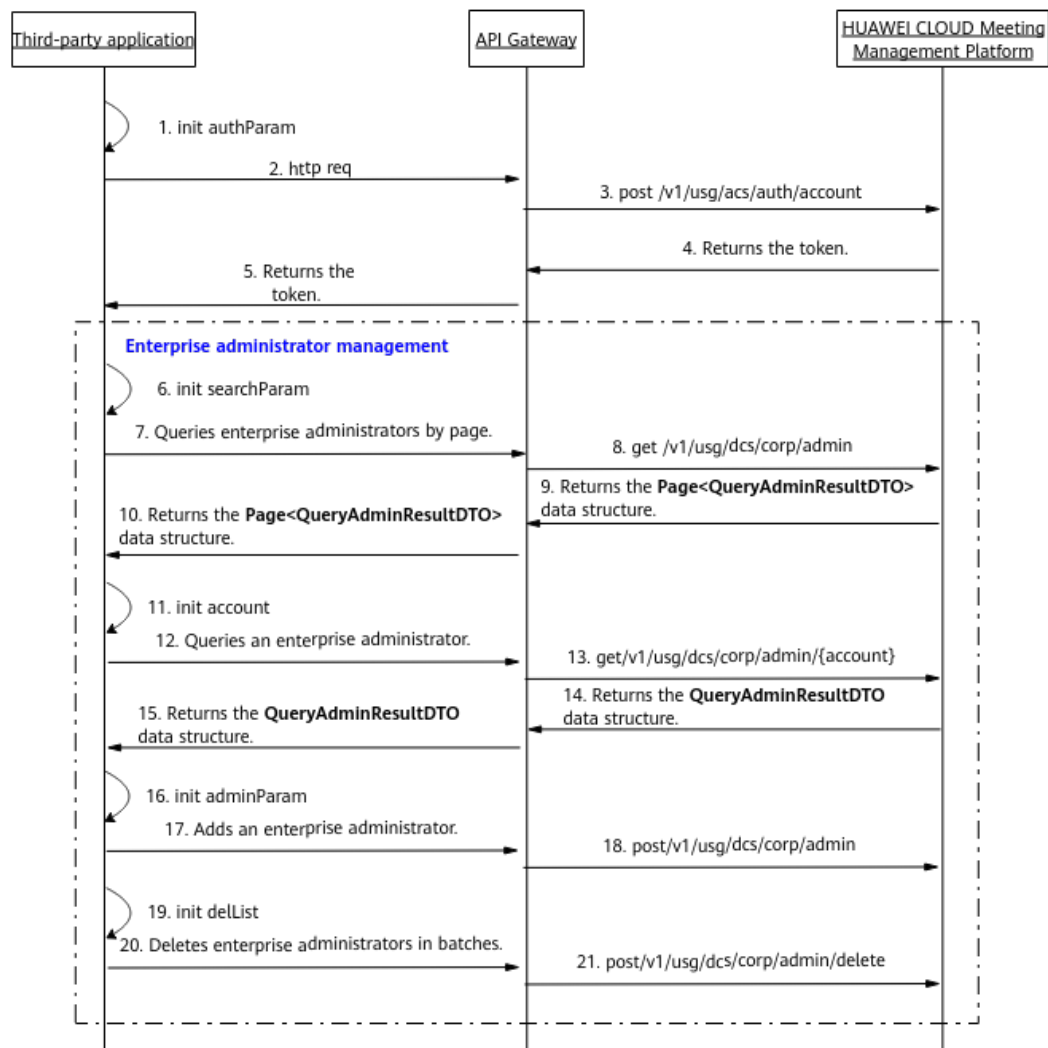 Third-party application
API Gateway
HUAWEI CLOUD Meeting
Management Platform
1. init authParam
2. http req
3. post /v1/usg/acs/auth/account
4. Returns the token.
5. Returns the
token.
Enterprise administrator management
6. init searchParam
7. Queries enterprise administrators by page.
8. get /v1/usg/dcs/corp/admin
9. Returns the Page<QueryAdminResultDTO>
data structure.
10. Returns the Page<QueryAdminResultDTO>
data structure.
11. init account
12. Queries an enterprise administrator.
13. get/v1/usg/dcs/corp/admin/{account}
14. Returns the QueryAdminResultDTO
data structure.
15. Returns the QueryAdminResultDTO
data structure.
16. init adminParam
17. Adds an enterprise administrator.
18. post/v1/usg/dcs/corp/admin
19. init delList
20. Deletes enterprise administrators in batches.
21. post/v1/usg/dcs/corp/admin/delete